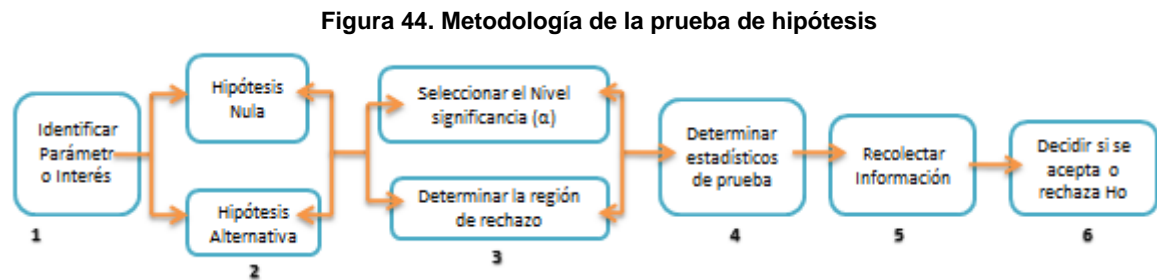 Figura 44. Metodología de la prueba de hipótesis
Identificar
Parámetr
o Interés
1
Hipótesis
Nula
Hipótesis
Alternativa
2
Seleccionar el Nivel
significancia (α)
Determinar la región
de rechazo
3
Determinar
estadísticos
de prueba
4
Recolectar
Información
5
Decidir si se
acepta o
rechaza Ho
6